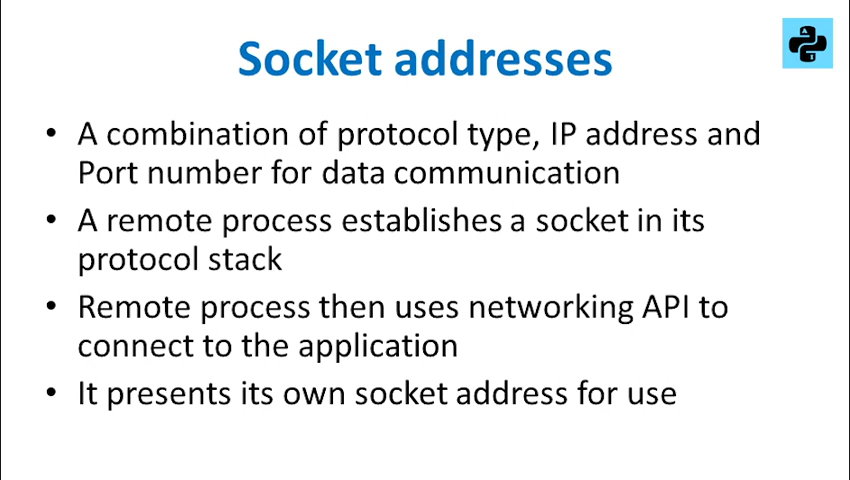 Socket addresses
• A combination of protocol type, IP address and
Port number for data communication
• A remote process establishes a socket in its
protocol stack
• Remote process then uses networking API to
connect to the application
• It presents its own socket address for use